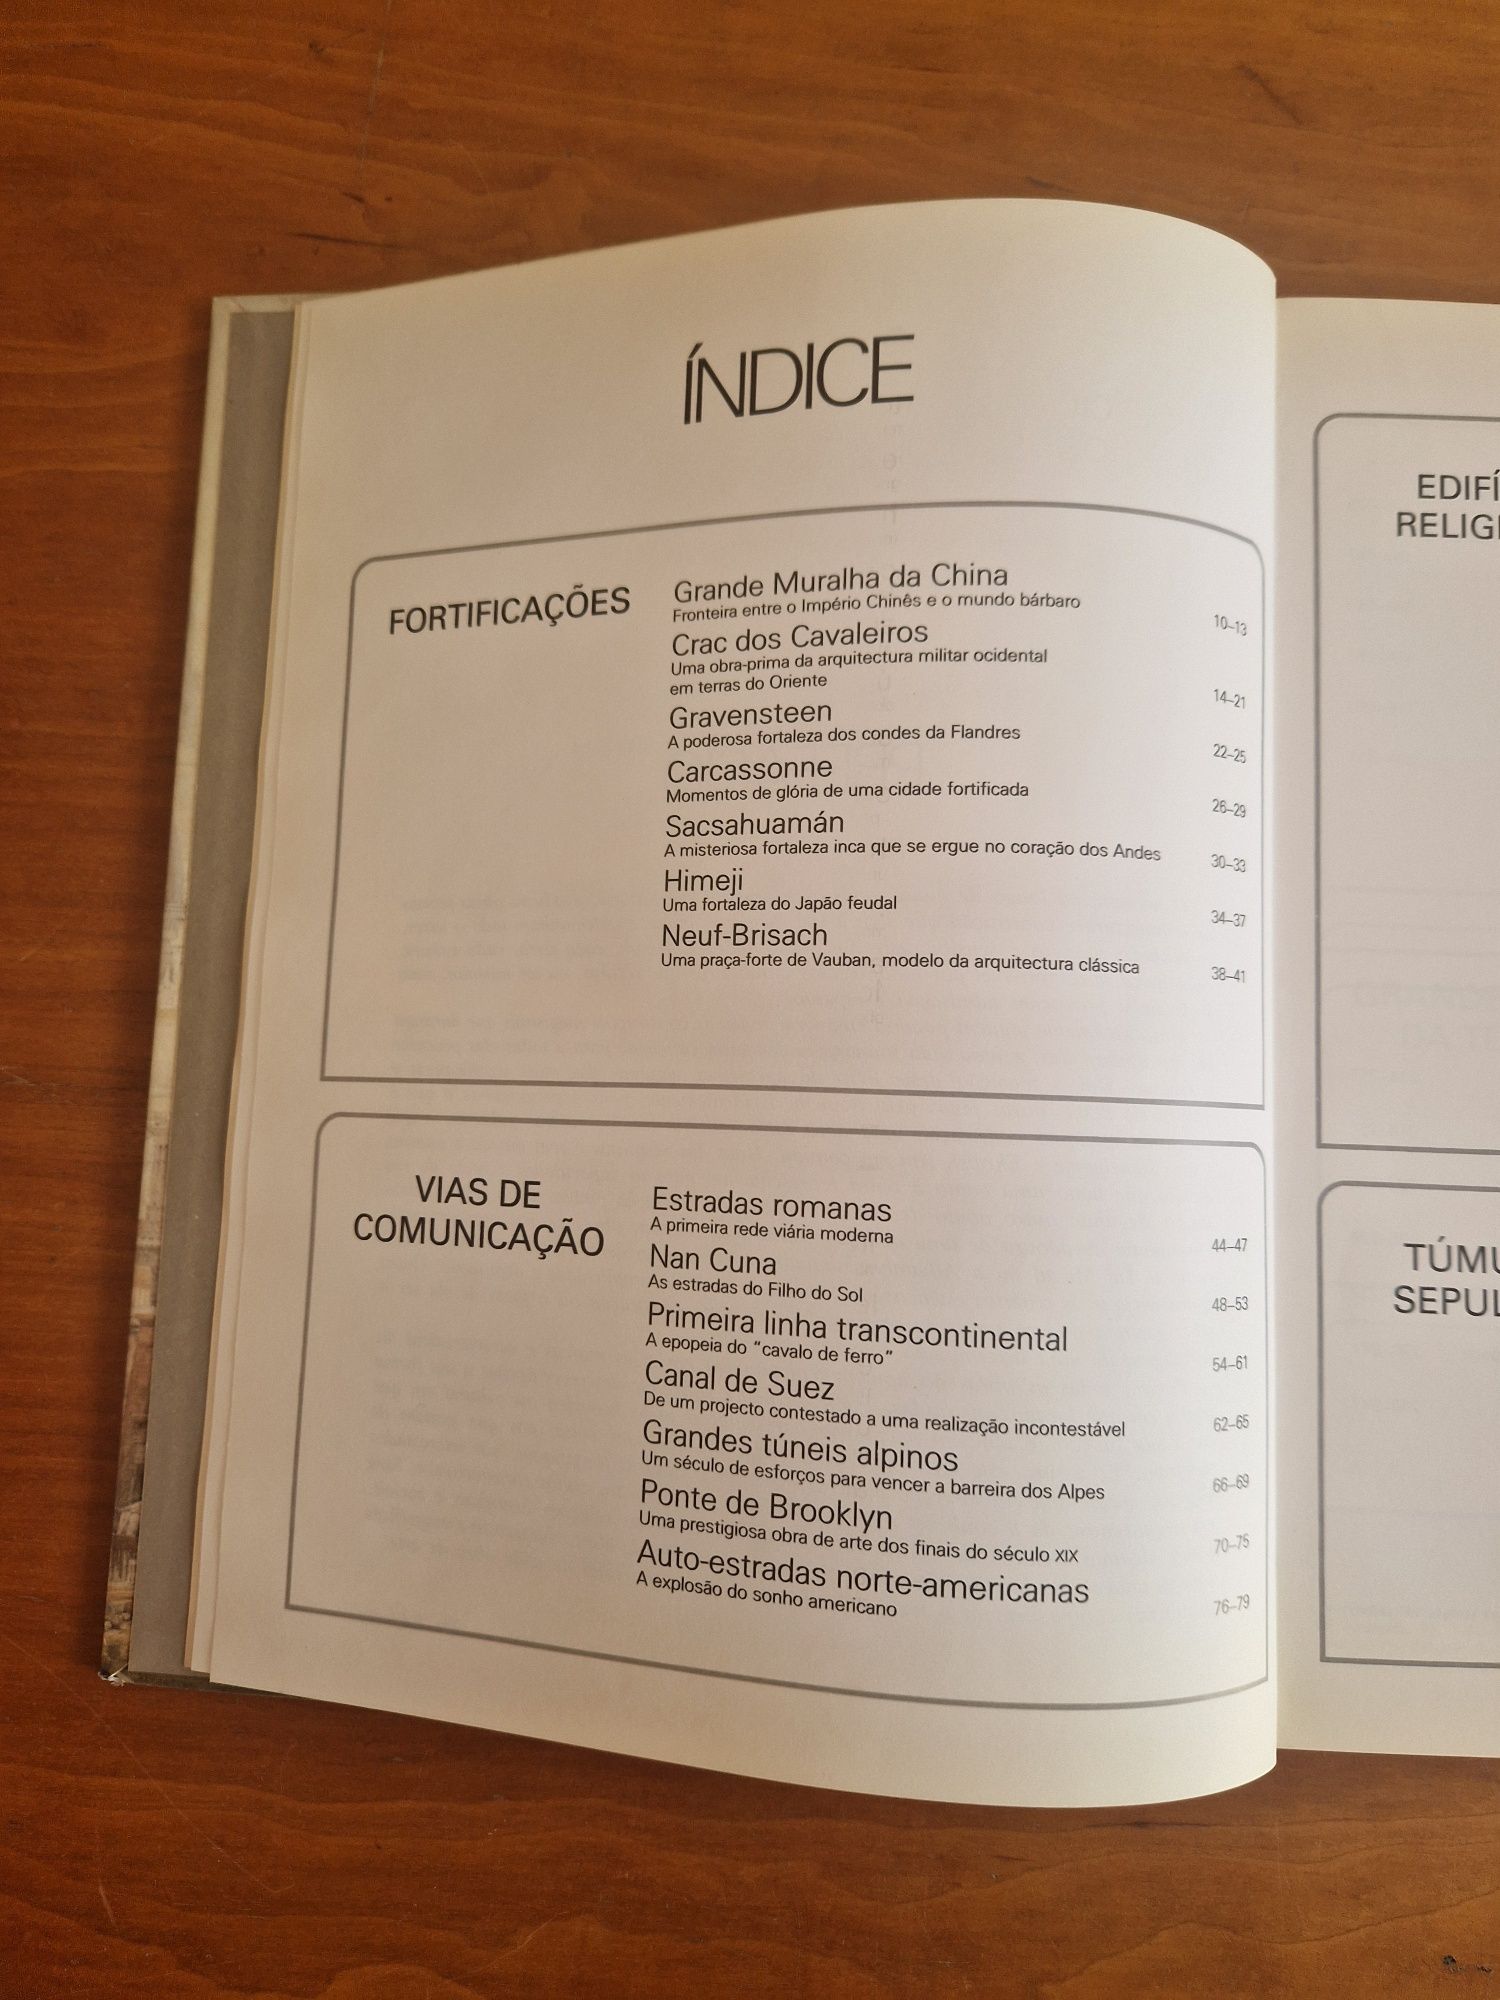 ÍNDICE
FORTIFICAÇÕES
Grande Muralha da China
Fronteira entre o Império Chinês e o mundo bárbaro
10–13
Crac dos Cavaleiros
Uma obra-prima da arquitectura militar ocidental
em terras do Oriente
14–21
Gravensteen
A poderosa fortaleza dos condes da Flandres
22–25
Carcassonne
Momentos de glória de uma cidade fortificada
26–29
Sacsahuamán
A misteriosa fortaleza inca que se ergue no coração dos Andes
30–33
Himeji
Uma fortaleza do Japão feudal
34–37
Neuf-Brisach
Uma praça-forte de Vauban, modelo da arquitectura clássica
38–41
VIAS DE
COMUNICAÇÃO
Estradas romanas
A primeira rede viária moderna
44–47
Nan Cuna
As estradas do Filho do Sol
48–53
Primeira linha transcontinental
A epopeia do “cavalo de ferro”
54–61
Canal de Suez
De um projecto contestado a uma realização incontestável
62–65
Grandes túneis alpinos
Um século de esforços para vencer a barreira dos Alpes
66–69
Ponte de Brooklyn
Uma prestigiosa obra de arte dos finais do século XIX
70–75
Auto-estradas norte-americanas
A explosão do sonho americano
76–79
EDIFÍ
RELIGI
TÚMU
SEPUL